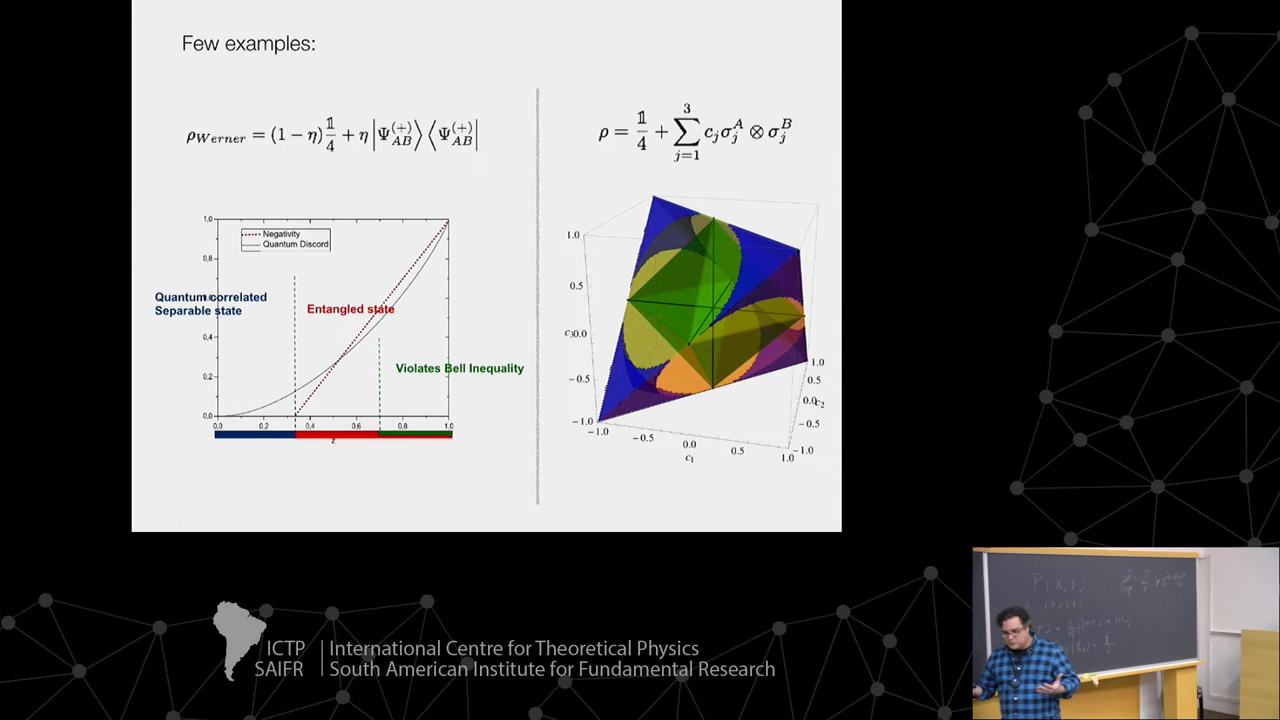 Few examples:
ρ_Werner = (1 − η) 𝟙/4 + η |Ψ_AB^(+)⟩ ⟨Ψ_AB^(+)|
ρ = 𝟙/4 + ∑_{j=1}^{3} c_j σ_j^A ⊗ σ_j^B
1,0
0,8
0,4
0,2
0,0
Negativity
Quantum Discord
Quantum correlated
Separable state
Entangled state
Violates Bell Inequality
0,0 0,2 0,4 0,6 0,8 1,0
z
1.0
0.5
0.0
−0.5
−1.0
−1.0 −0.5 0.0 0.5 1.0
c₁
1.0
0.5
0.0 c₂
−0.5
−1.0
ICTP
SAIFR
International Centre for Theoretical Physics
South American Institute for Fundamental Research